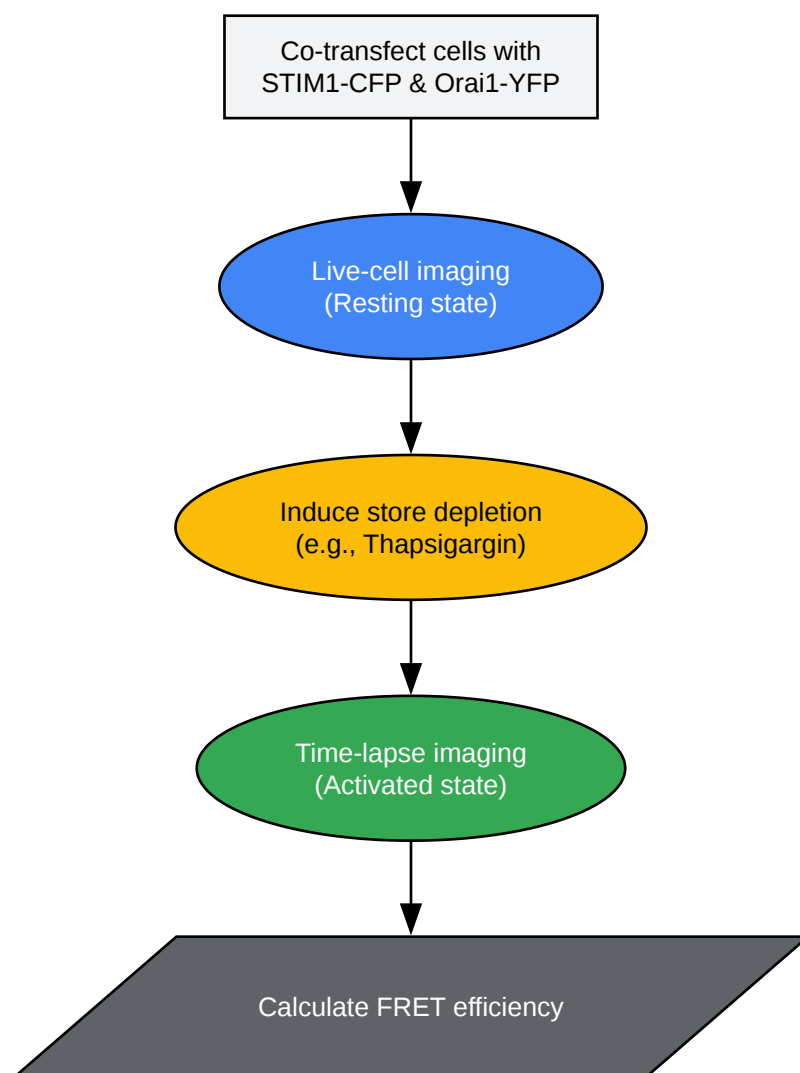 Co-transfect cells with
STIM1-CFP & Orai1-YFP
Live-cell imaging
(Resting state)
Induce store depletion
(e.g., Thapsigargin)
Time-lapse imaging
(Activated state)
Calculate FRET efficiency